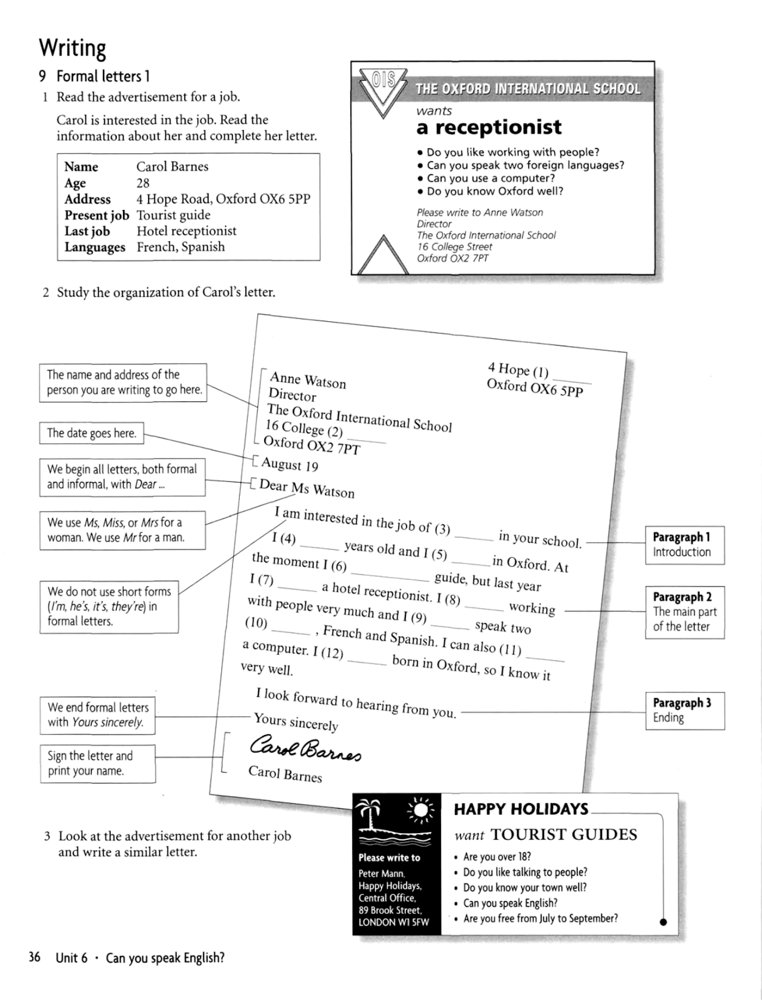 Writing
9 Formal letters 1
1 Read the advertisement for a job.
Carol is interested in the job. Read the
information about her and complete her letter.
Name Carol Barnes
Age 28
Address 4 Hope Road, Oxford OX6 5PP
Present job Tourist guide
Last job Hotel receptionist
Languages French, Spanish
OIS
THE OXFORD INTERNATIONAL SCHOOL
wants
a receptionist
• Do you like working with people?
• Can you speak two foreign languages?
• Can you use a computer?
• Do you know Oxford well?
Please write to Anne Watson
Director
The Oxford International School
16 College Street
Oxford OX2 7PT
2 Study the organization of Carol's letter.
The name and address of the
person you are writing to go here.
The date goes here.
We begin all letters, both formal
and informal, with Dear ...
We use Ms, Miss, or Mrs for a
woman. We use Mr for a man.
We do not use short forms
(I'm, he's, it's, they're) in
formal letters.
We end formal letters
with Yours sincerely.
Sign the letter and
print your name.
4 Hope (1) ______
Oxford OX6 5PP
Anne Watson
Director
The Oxford International School
16 College (2) ______
Oxford OX2 7PT
August 19
Dear Ms Watson
I am interested in the job of (3) ______ in your school.
I (4) ______ years old and I (5) ______ in Oxford. At
the moment I (6) ____________ guide, but last year
I (7) ______ a hotel receptionist. I (8) ______ working
with people very much and I (9) ______ speak two
(10) ______ , French and Spanish. I can also (11) ______
a computer. I (12) ______ born in Oxford, so I know it
very well.
I look forward to hearing from you.
Yours sincerely
Carol Barnes
Carol Barnes
Paragraph 1
Introduction
Paragraph 2
The main part
of the letter
Paragraph 3
Ending
3 Look at the advertisement for another job
and write a similar letter.
Please write to
Peter Mann,
Happy Holidays,
Central Office,
89 Brook Street,
LONDON W1 5FW
HAPPY HOLIDAYS
want TOURIST GUIDES
• Are you over 18?
• Do you like talking to people?
• Do you know your town well?
• Can you speak English?
• Are you free from July to September?
36 Unit 6 · Can you speak English?